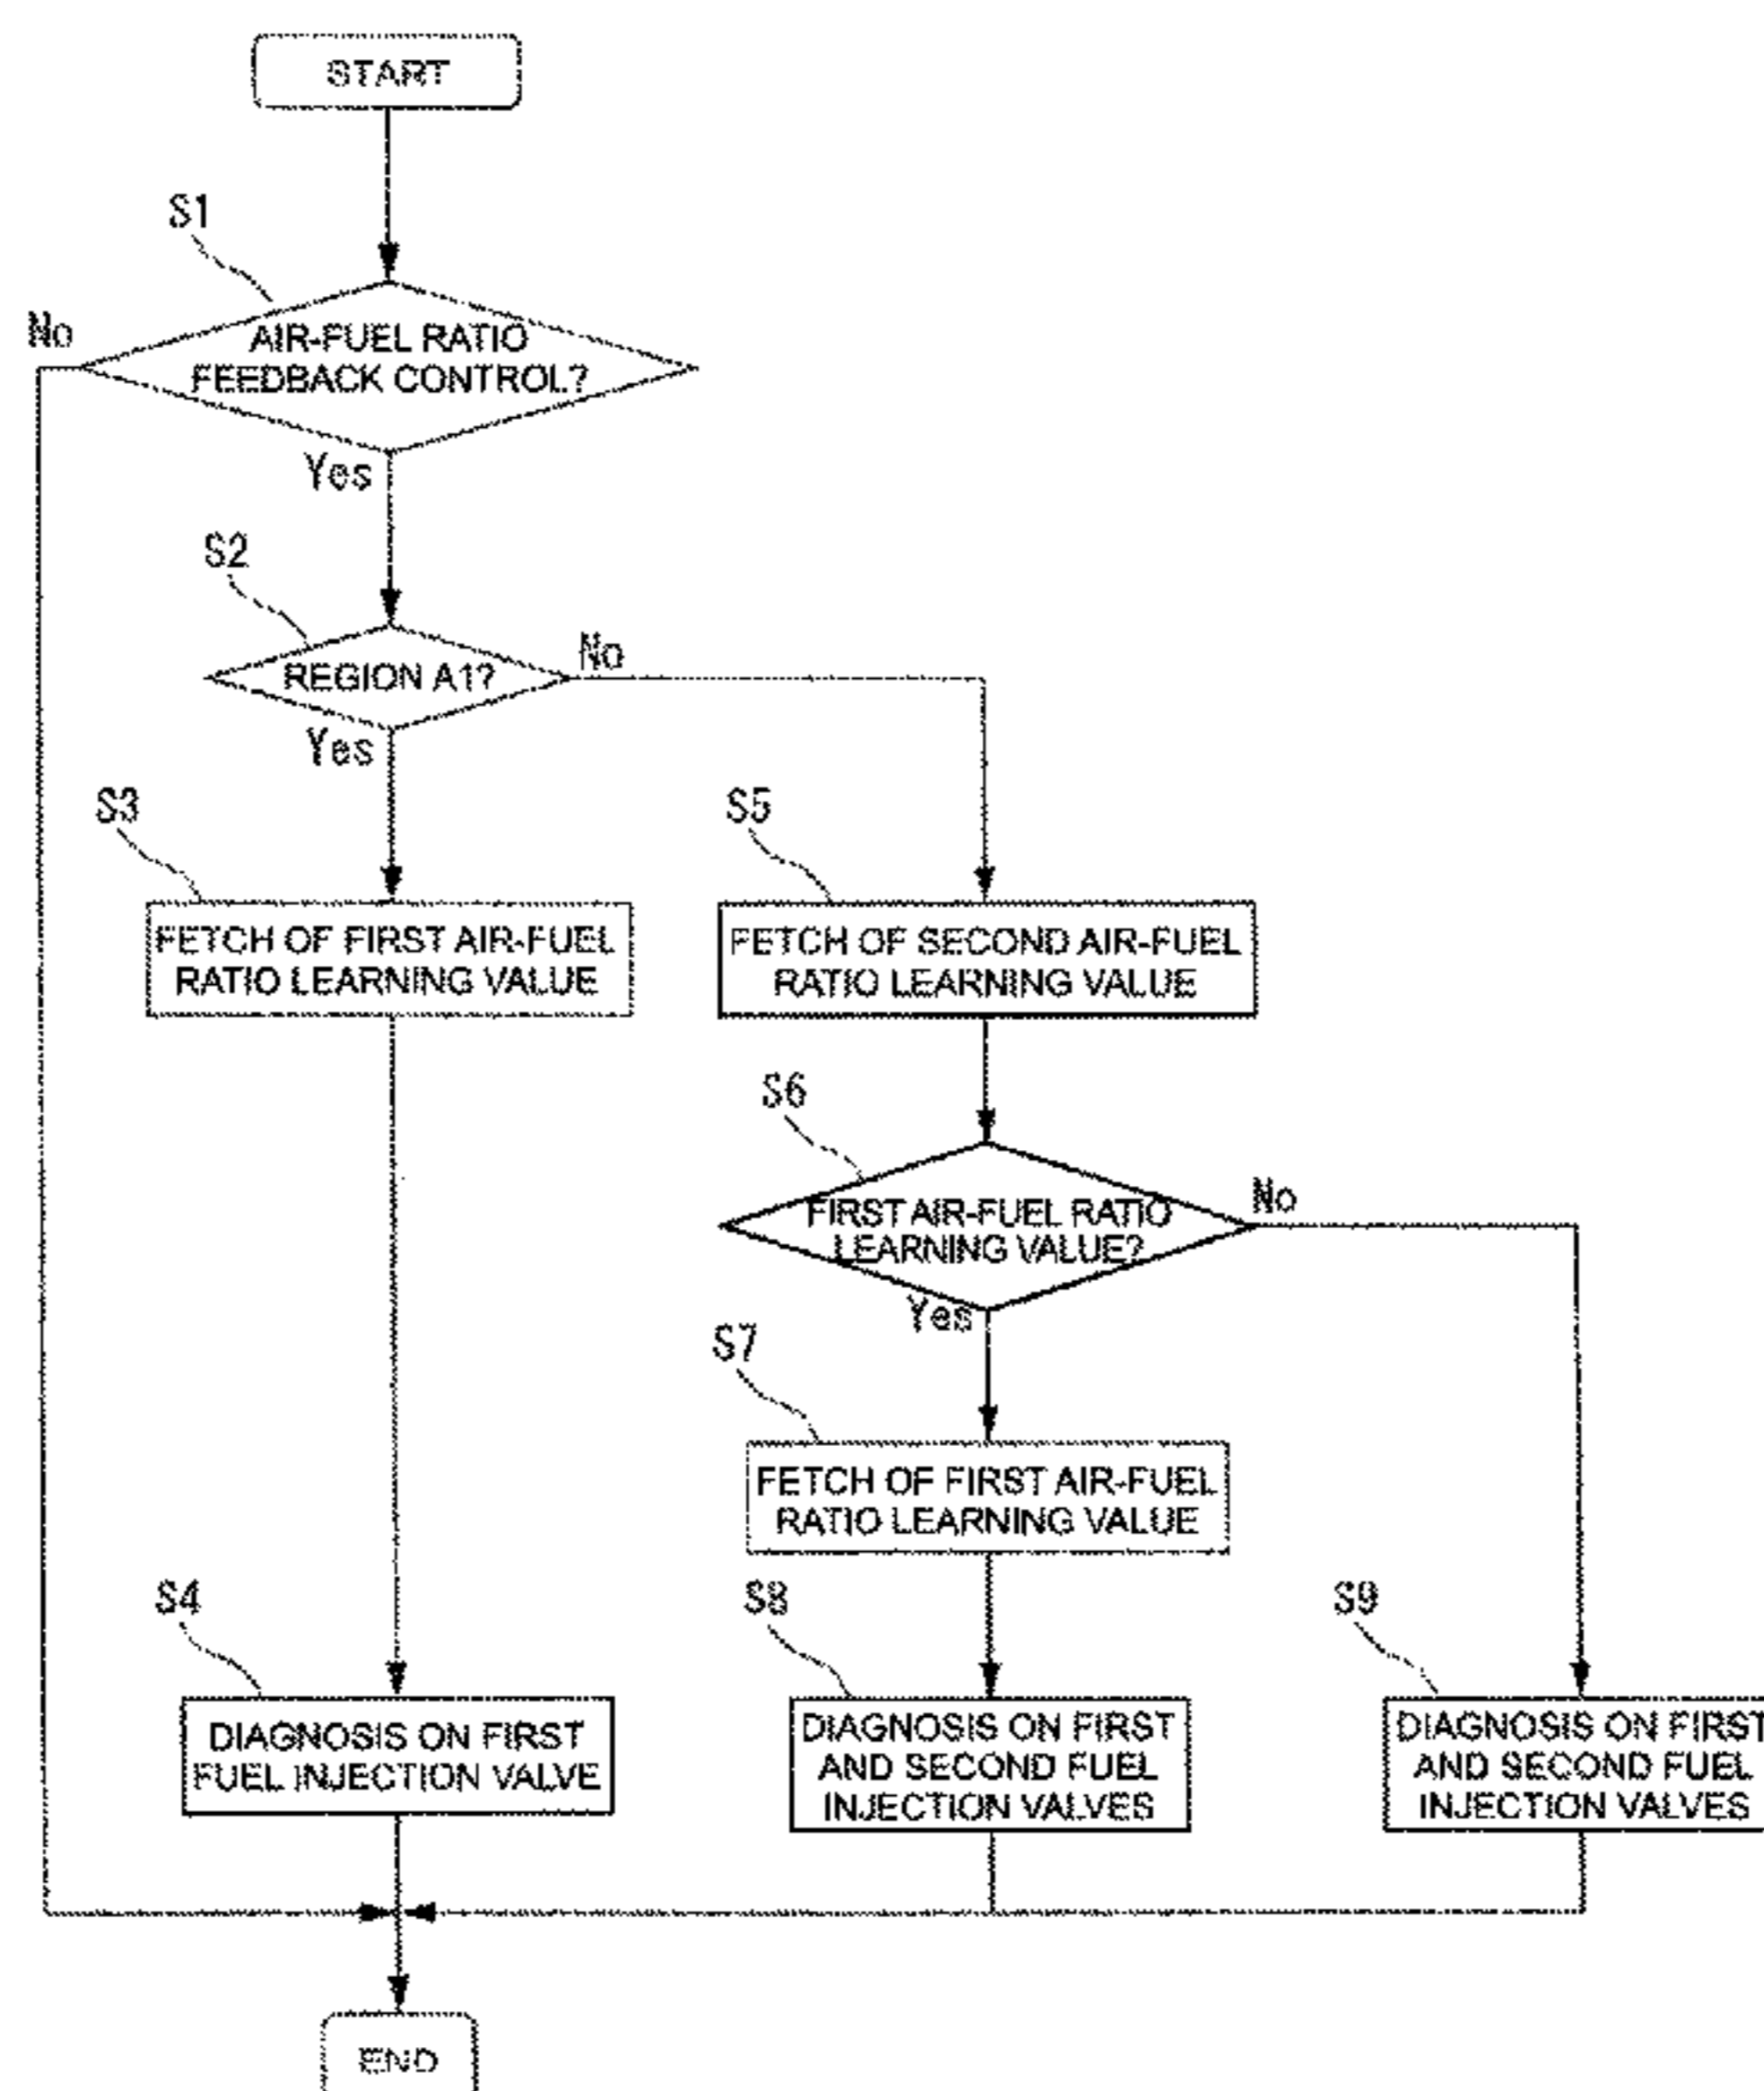 START
S1
No
AIR-FUEL RATIO
FEEDBACK CONTROL?
Yes
S2
REGION A1?
No
Yes
S3
FETCH OF FIRST AIR-FUEL
RATIO LEARNING VALUE
S5
FETCH OF SECOND AIR-FUEL
RATIO LEARNING VALUE
S6
FIRST AIR-FUEL RATIO
LEARNING VALUE?
No
Yes
S7
FETCH OF FIRST AIR-FUEL
RATIO LEARNING VALUE
S4
DIAGNOSIS ON FIRST
FUEL INJECTION VALVE
S8
DIAGNOSIS ON FIRST
AND SECOND FUEL
INJECTION VALVES
S9
DIAGNOSIS ON FIRST
AND SECOND FUEL
INJECTION VALVES
END